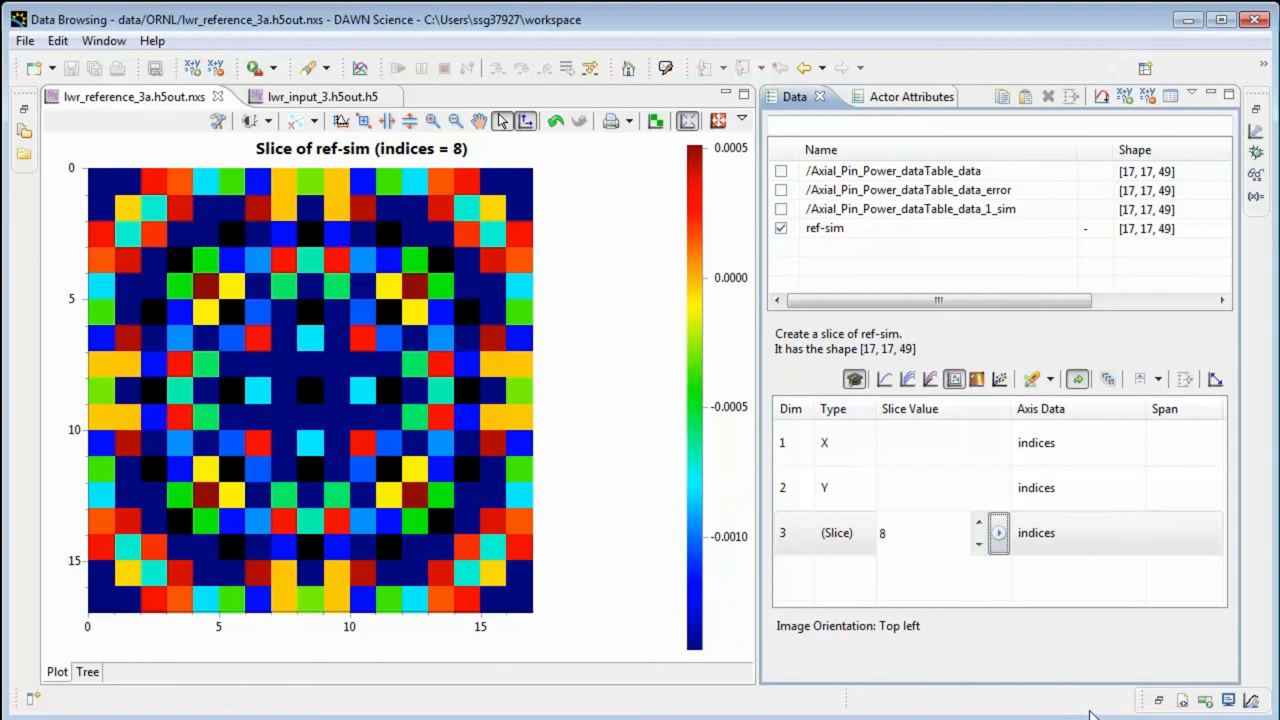 Data Browsing - data/ORNL/lwr_reference_3a.h5out.nxs - DAWN Science - C:\Users\ssg37927\workspace
File Edit Window Help
lwr_reference_3a.h5out.nxs lwr_input_3.h5out.h5
Slice of ref-sim (indices = 8)
0
5
10
15
0 5 10 15
0.0005
0.0000
-0.0005
-0.0010
Plot Tree
Data Actor Attributes
Name Shape
/Axial_Pin_Power_dataTable_data [17, 17, 49]
/Axial_Pin_Power_dataTable_data_error [17, 17, 49]
/Axial_Pin_Power_dataTable_data_1_sim [17, 17, 49]
ref-sim - [17, 17, 49]
Create a slice of ref-sim.
It has the shape [17, 17, 49]
Dim Type Slice Value Axis Data Span
1 X indices
2 Y indices
3 (Slice) 8 indices
Image Orientation: Top left